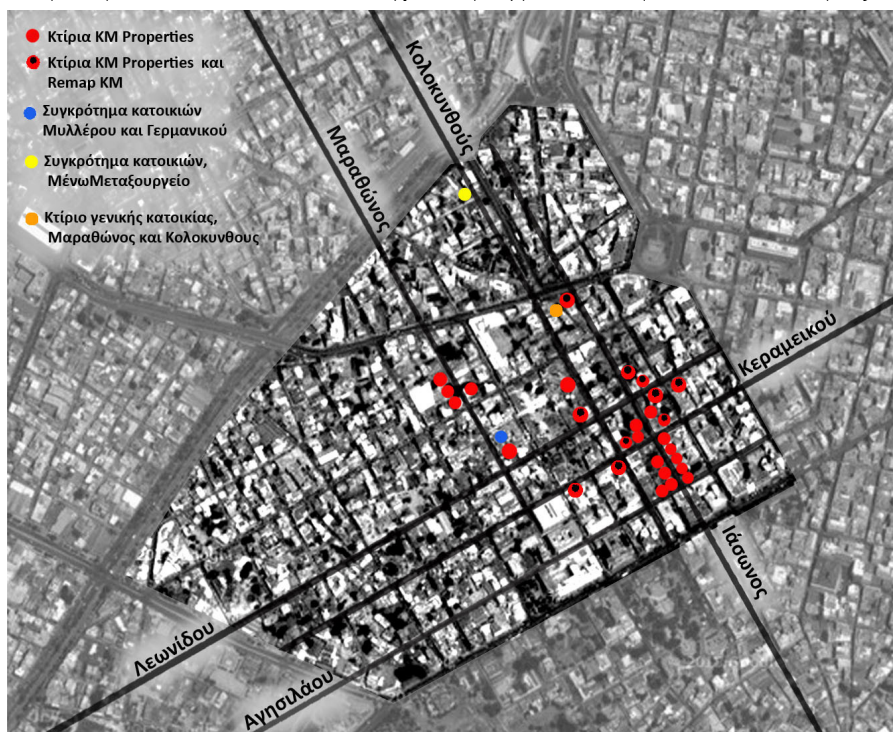 Κτίρια KM Properties
Κτίρια KM Properties και
Remap KM
Συγκρότημα κατοικιών
Μυλλέρου και Γερμανικού
Συγκρότημα κατοικιών,
ΜένωΜεταξουργείο
Κτίριο γενικής κατοικίας,
Μαραθώνος και Κολοκυνθους
Κολοκυνθούς
Μαραθώνος
Κεραμεικού
Ιάσωνος
Λεωνίδου
Αγησιλάου